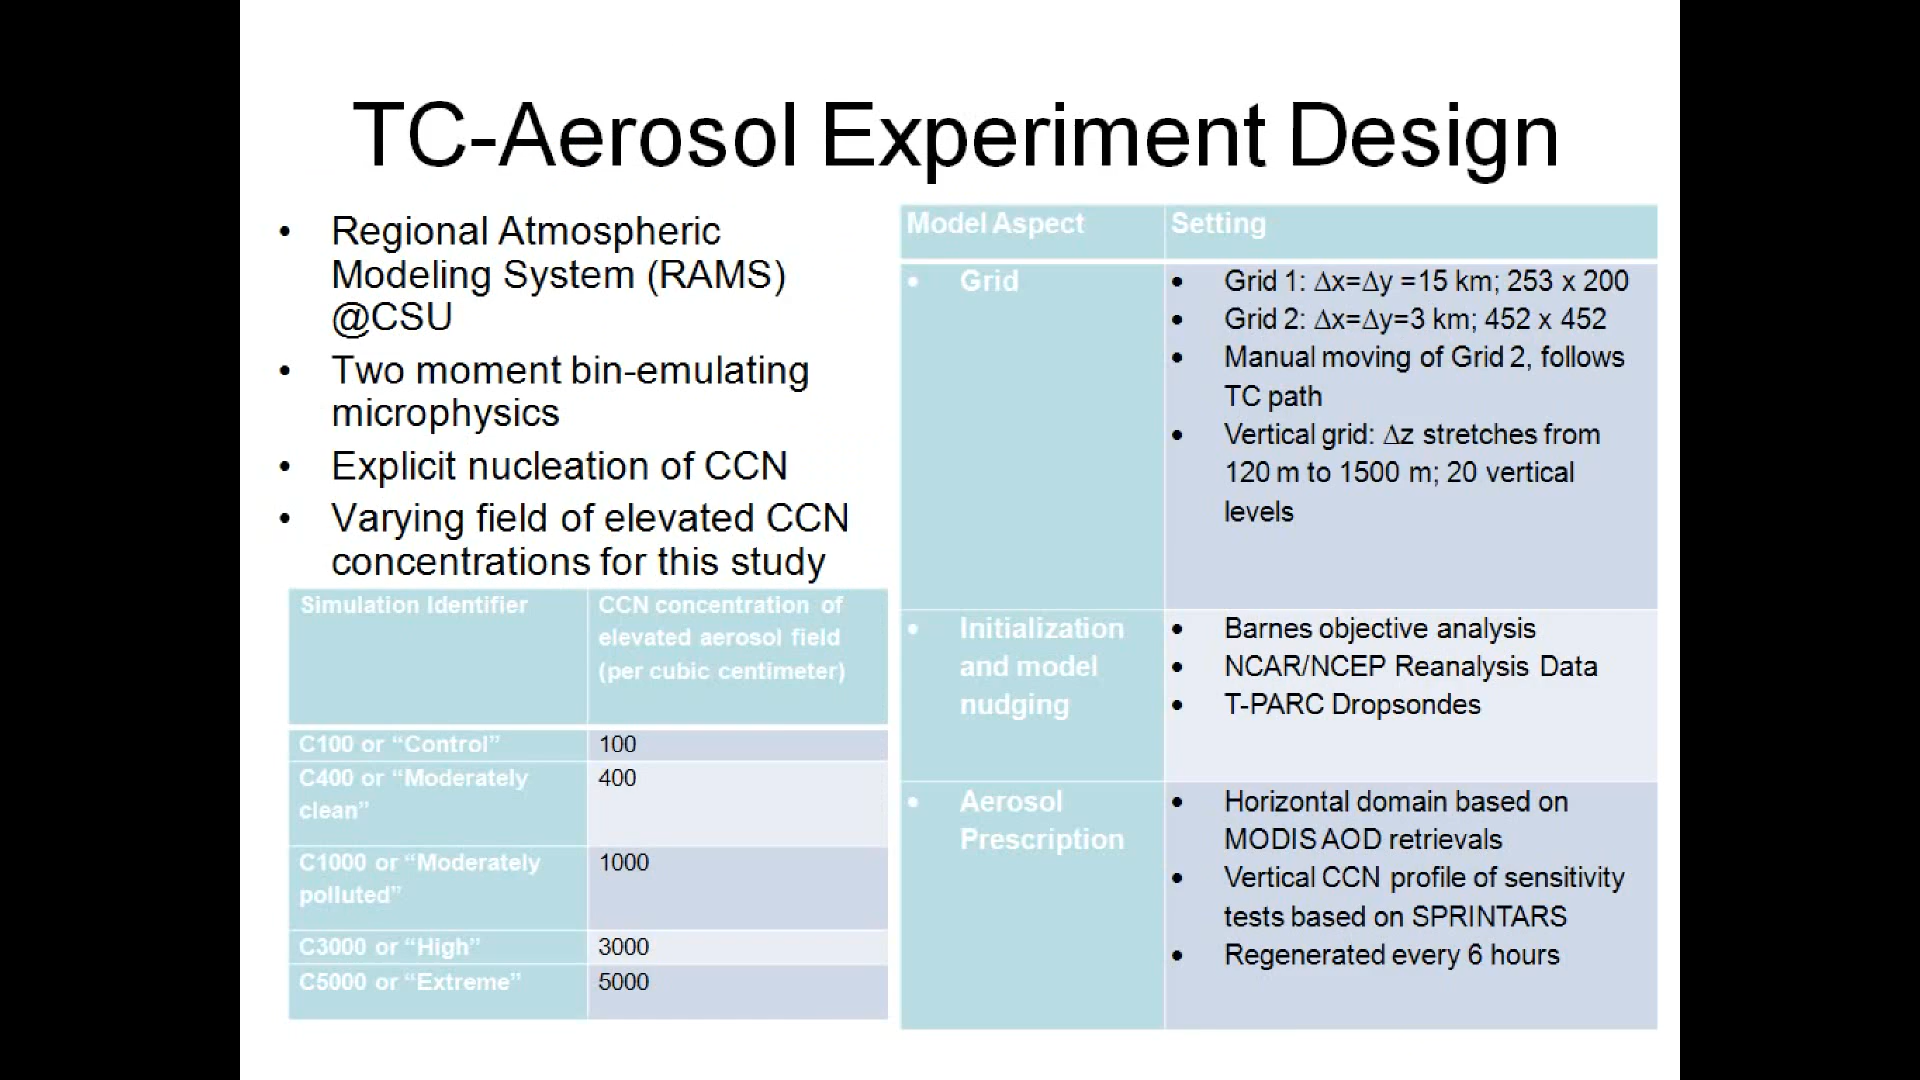 TC-Aerosol Experiment Design
• Regional Atmospheric
Modeling System (RAMS)
@CSU
• Two moment bin-emulating
microphysics
• Explicit nucleation of CCN
• Varying field of elevated CCN
concentrations for this study
Simulation Identifier
CCN concentration of
elevated aerosol field
(per cubic centimeter)
C100 or “Control”
100
C400 or “Moderately
clean”
400
C1000 or “Moderately
polluted”
1000
C3000 or “High”
3000
C5000 or “Extreme”
5000
Model Aspect
Setting
• Grid
• Grid 1: Δx=Δy =15 km; 253 x 200
• Grid 2: Δx=Δy=3 km; 452 x 452
• Manual moving of Grid 2, follows
TC path
• Vertical grid: Δz stretches from
120 m to 1500 m; 20 vertical
levels
• Initialization
and model
nudging
• Barnes objective analysis
• NCAR/NCEP Reanalysis Data
• T-PARC Dropsondes
• Aerosol
Prescription
• Horizontal domain based on
MODIS AOD retrievals
• Vertical CCN profile of sensitivity
tests based on SPRINTARS
• Regenerated every 6 hours